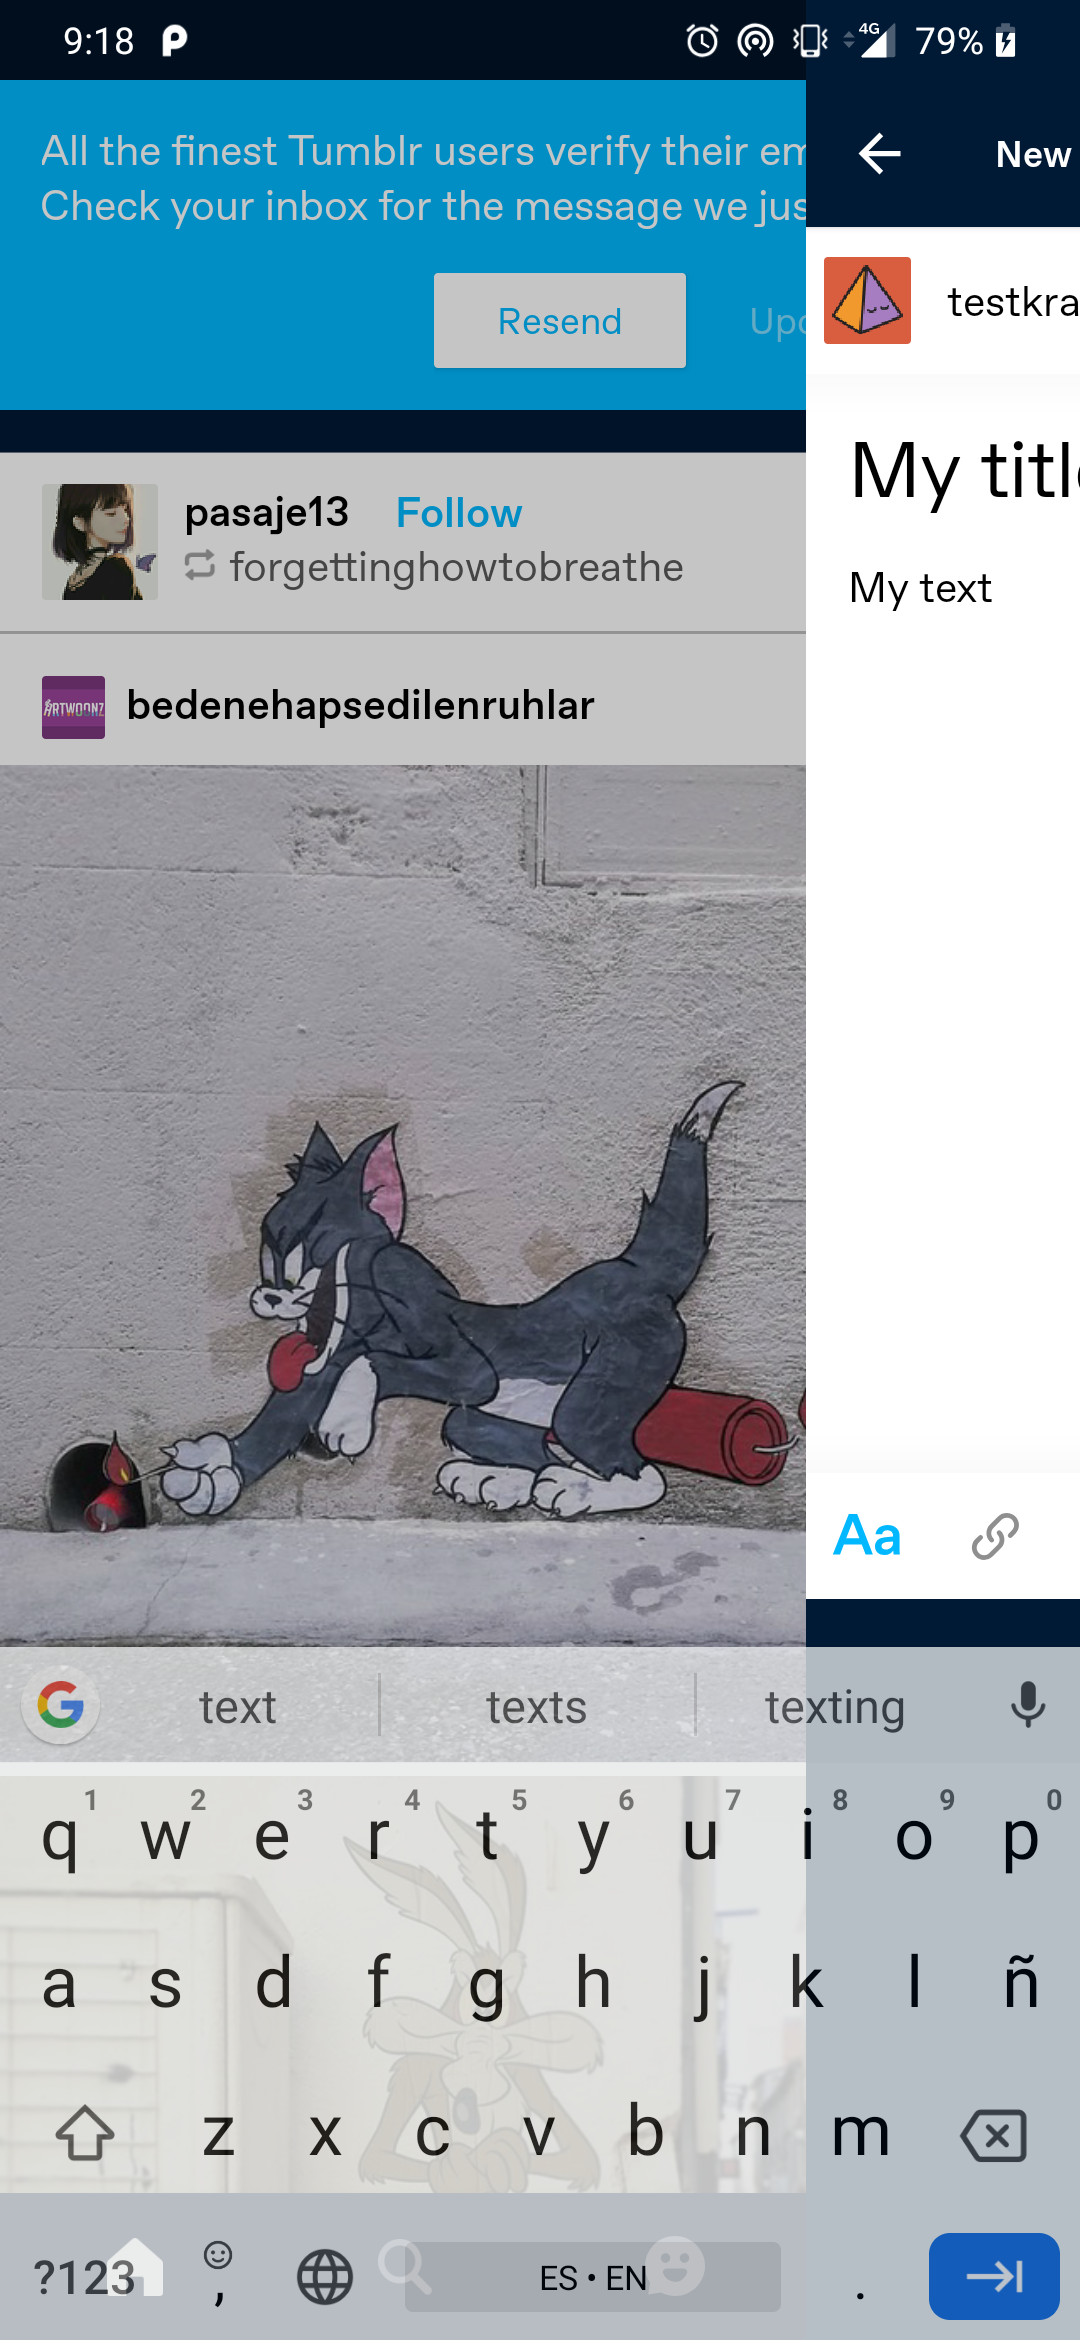 9:18
4G 79%
All the finest Tumblr users verify their em
Check your inbox for the message we jus
Resend
Upd
New
testkra
My title
My text
pasaje13 Follow
forgettinghowtobreathe
ARTWOONZ
bedenehapsedilenruhlar
Aa
text texts texting
1 2 3 4 5 6 7 8 9 0
q w e r t y u i o p
a s d f g h j k l ñ
z x c v b n m
?123 , ES • EN .